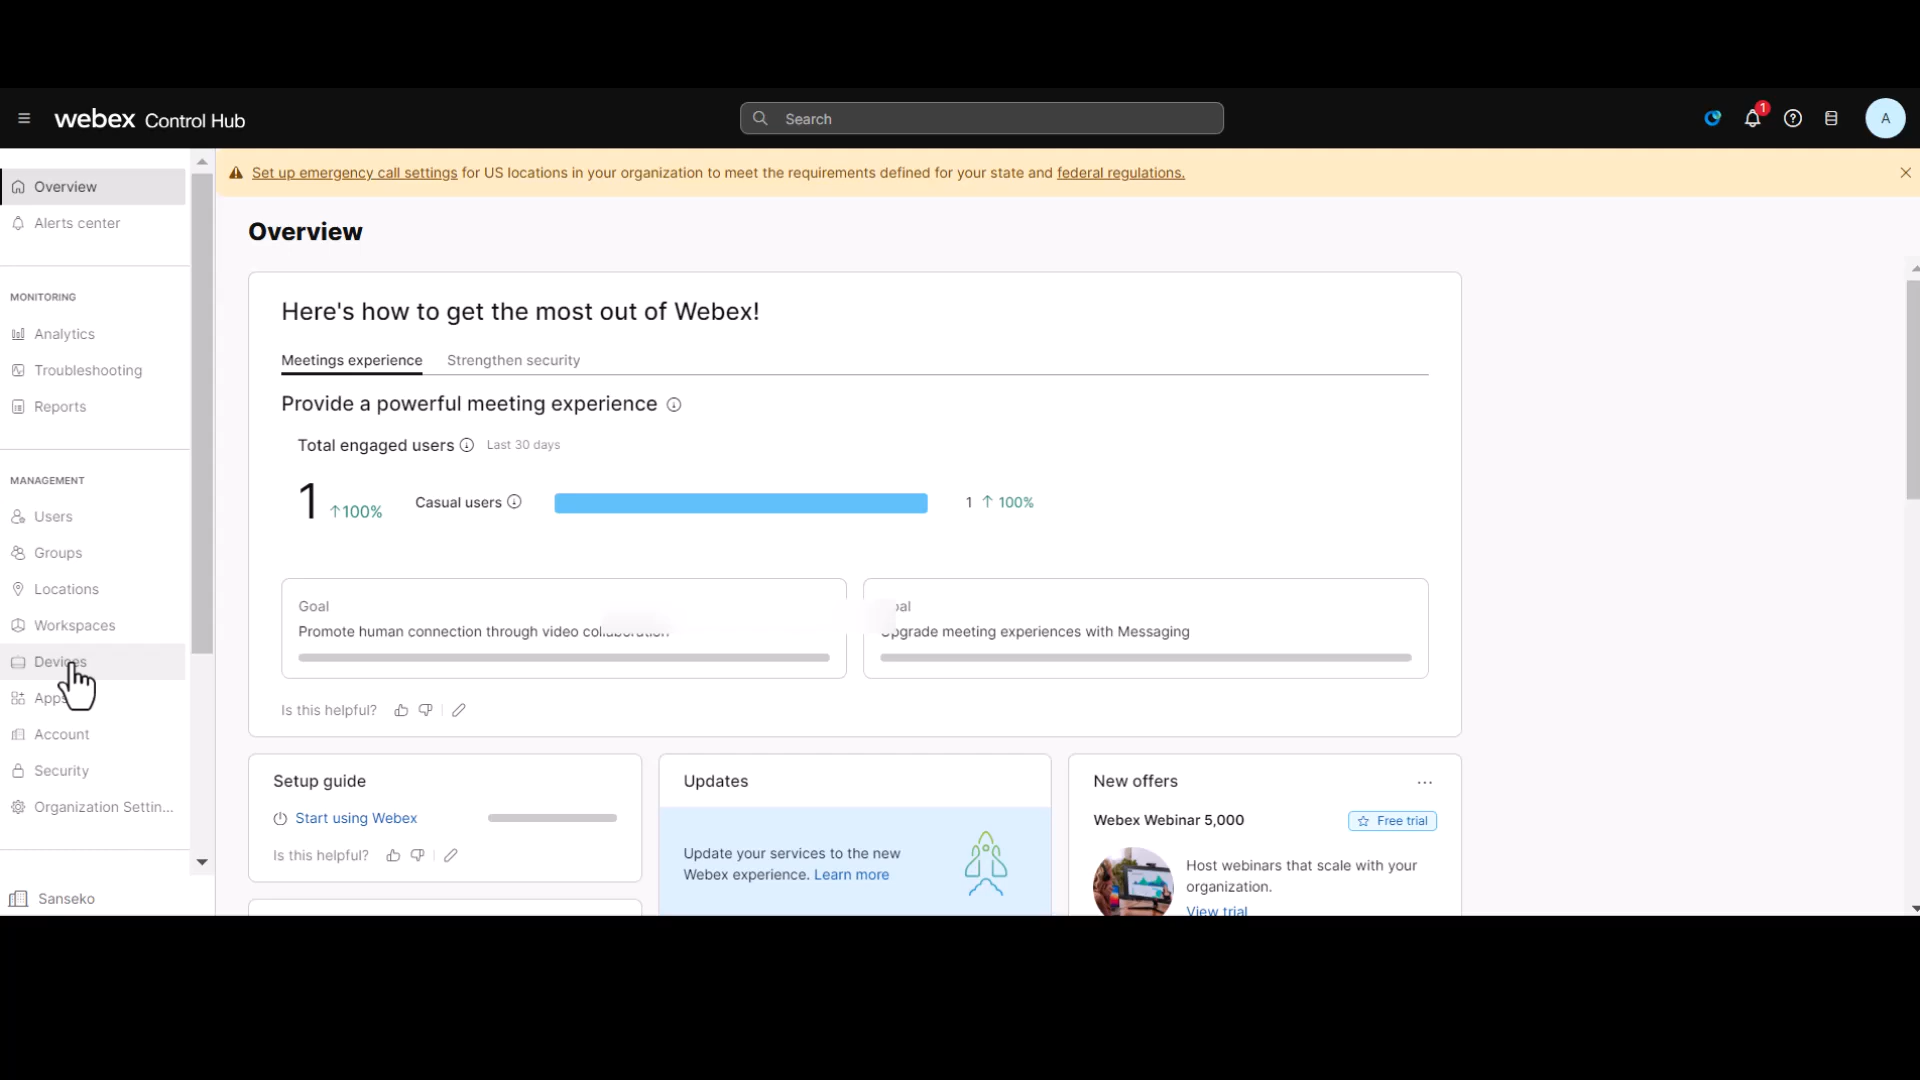 webex Control Hub
Search
1
A
Overview
Alerts center
MONITORING
Analytics
Troubleshooting
Reports
MANAGEMENT
Users
Groups
Locations
Workspaces
Devices
Apps
Account
Security
Organization Settin...
Sanseko
Set up emergency call settings for US locations in your organization to meet the requirements defined for your state and federal regulations.
Overview
Here's how to get the most out of Webex!
Meetings experience Strengthen security
Provide a powerful meeting experience
Total engaged users Last 30 days
1 ↑100% Casual users 1 ↑ 100%
Goal
Promote human connection through video collaboration
Goal
Upgrade meeting experiences with Messaging
Is this helpful?
Setup guide
Start using Webex
Is this helpful?
Updates
Update your services to the new
Webex experience. Learn more
New offers
Webex Webinar 5,000 Free trial
Host webinars that scale with your
organization.
View trial